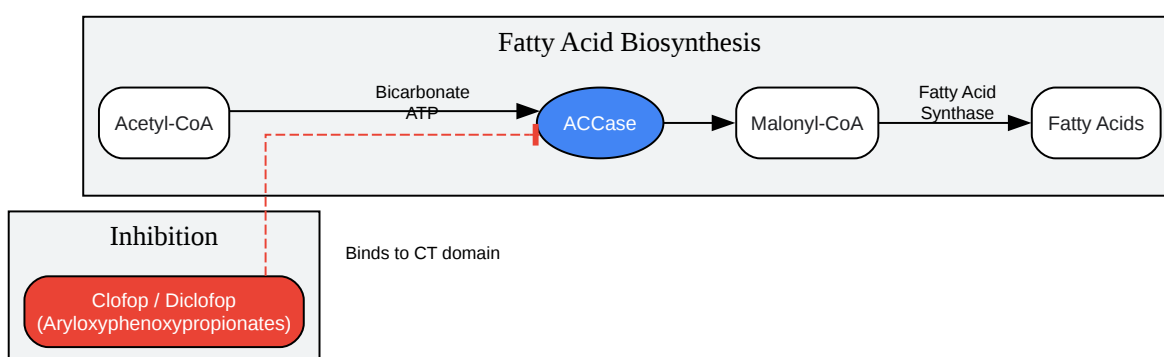 Fatty Acid Biosynthesis
Acetyl-CoA
Bicarbonate
ATP
ACCase
Malonyl-CoA
Fatty Acid
Synthase
Fatty Acids
Inhibition
Binds to CT domain
Clofop / Diclofop
(Aryloxyphenoxypropionates)